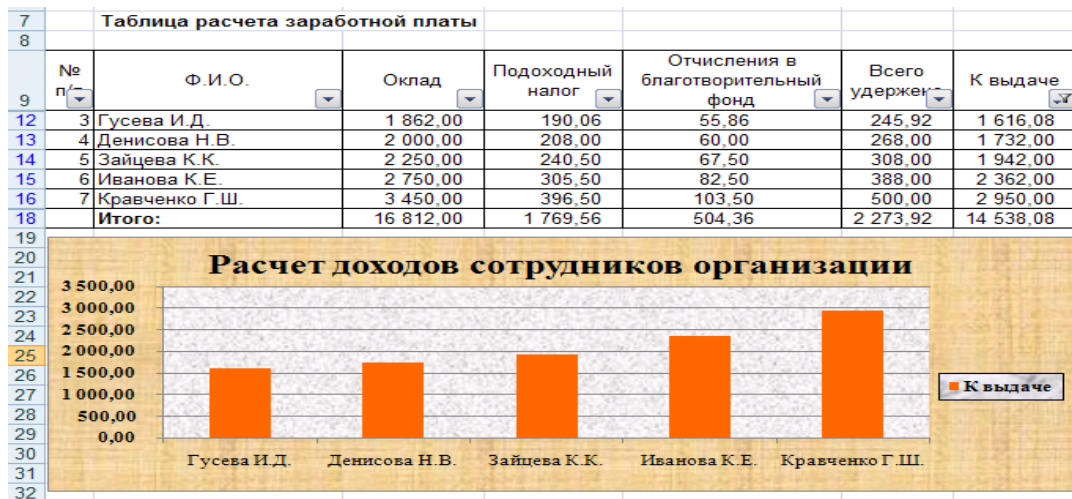 7 Таблица расчета заработной платы
8
9 № п/п Ф.И.О. Оклад Подоходный налог Отчисления в благотворительный фонд Всего удержано К выдаче
12 3 Гусева И.Д. 1 862,00 190,06 55,86 245,92 1 616,08
13 4 Денисова Н.В. 2 000,00 208,00 60,00 268,00 1 732,00
14 5 Зайцева К.К. 2 250,00 240,50 67,50 308,00 1 942,00
15 6 Иванова К.Е. 2 750,00 305,50 82,50 388,00 2 362,00
16 7 Кравченко Г.Ш. 3 450,00 396,50 103,50 500,00 2 950,00
18 Итого: 16 812,00 1 769,56 504,36 2 273,92 14 538,08
19
20
21
22
23
24
25
26
27
28
29
30
31
32
Расчет доходов сотрудников организации
3 500,00
3 000,00
2 500,00
2 000,00
1 500,00
1 000,00
500,00
0,00
Гусева И.Д. Денисова Н.В. Зайцева К.К. Иванова К.Е. Кравченко Г.Ш.
К выдаче